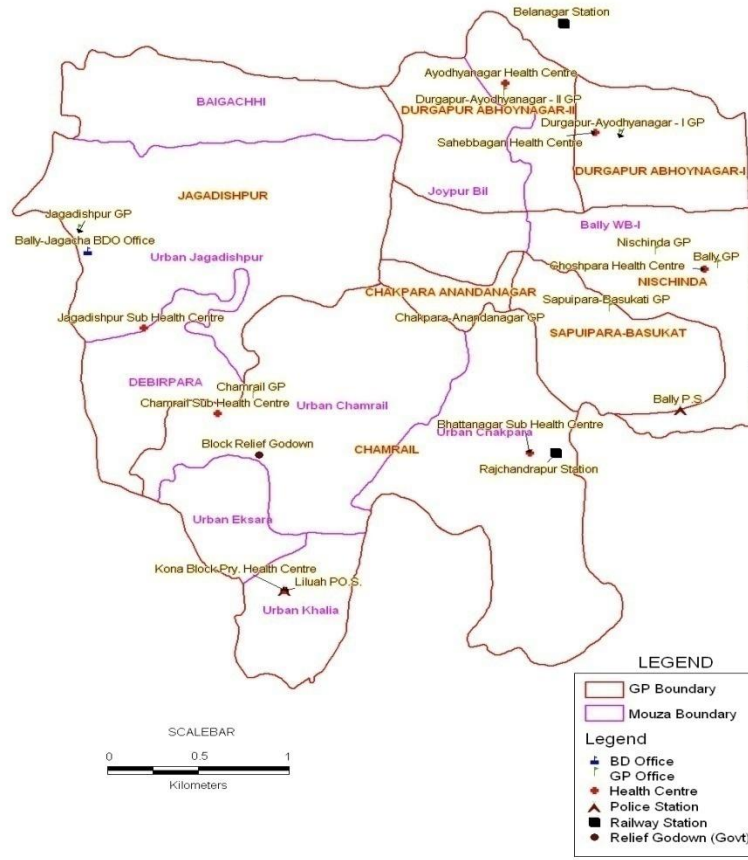 Belanagar Station
Ayodhyanagar Health Centre
BAIGACHHI
Durgapur-Ayodhyanagar - II GP
DURGAPUR ABHOYNAGAR-II
Durgapur-Ayodhyanagar - I GP
Sahebbagan Health Centre
DURGAPUR ABHOYNAGAR-I
JAGADISHPUR
Joypur Bil
Jagadishpur GP
Bally WB-I
Bally-Jagacha BDO Office
Nischinda GP
Urban Jagadishpur
Bally GP
Ghoshpara Health Centre
NISCHINDA
CHAKPARA ANANDANAGAR
Sapuipara-Basukati GP
Jagadishpur Sub Health Centre
Chakpara-Anandanagar GP
SAPUIPARA-BASUKAT
DEBIRPARA
Chamrail GP
Chamrail Sub Health Centre
Urban Chamrail
Bally P.S.
Bhattanagar Sub Health Centre
Urban Chakpara
Block Relief Godown
CHAMRAIL
Rajchandrapur Station
Urban Eksara
Kona Block Pry. Health Centre
Liluah PO.S.
Urban Khalia
LEGEND
GP Boundary
Mouza Boundary
Legend
BD Office
GP Office
Health Centre
Police Station
Railway Station
Relief Godown (Govt)
SCALEBAR
0 0.5 1
Kilometers